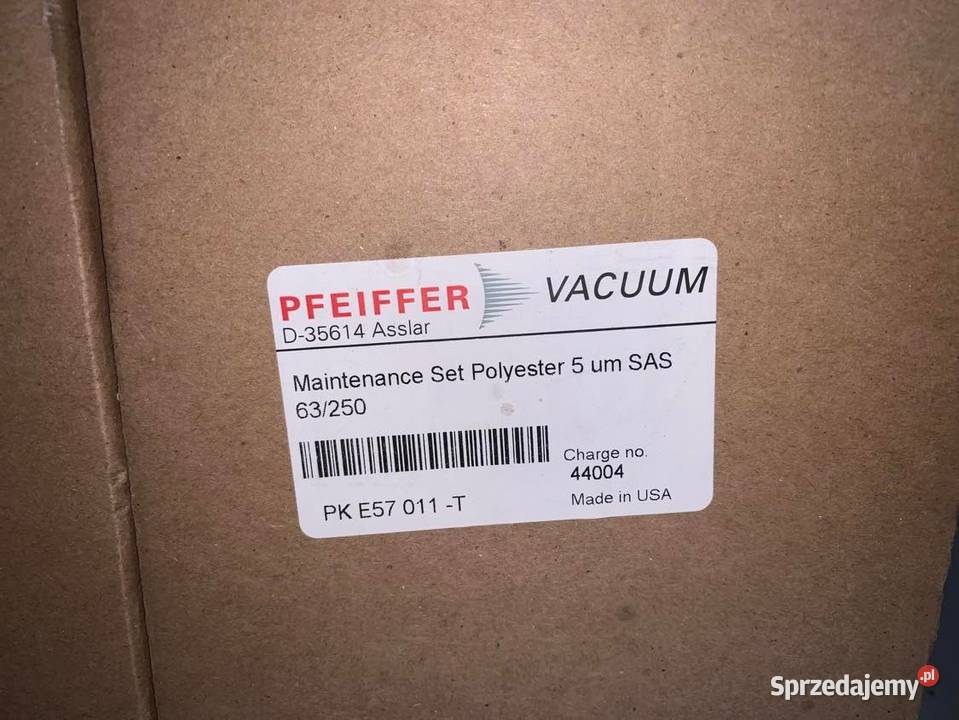 PFEIFFER VACUUM
D-35614 Asslar
Maintenance Set Polyester 5 um SAS
63/250
Charge no.
44004
PK E57 011 -T
Made in USA
Sprzedajemy.pl